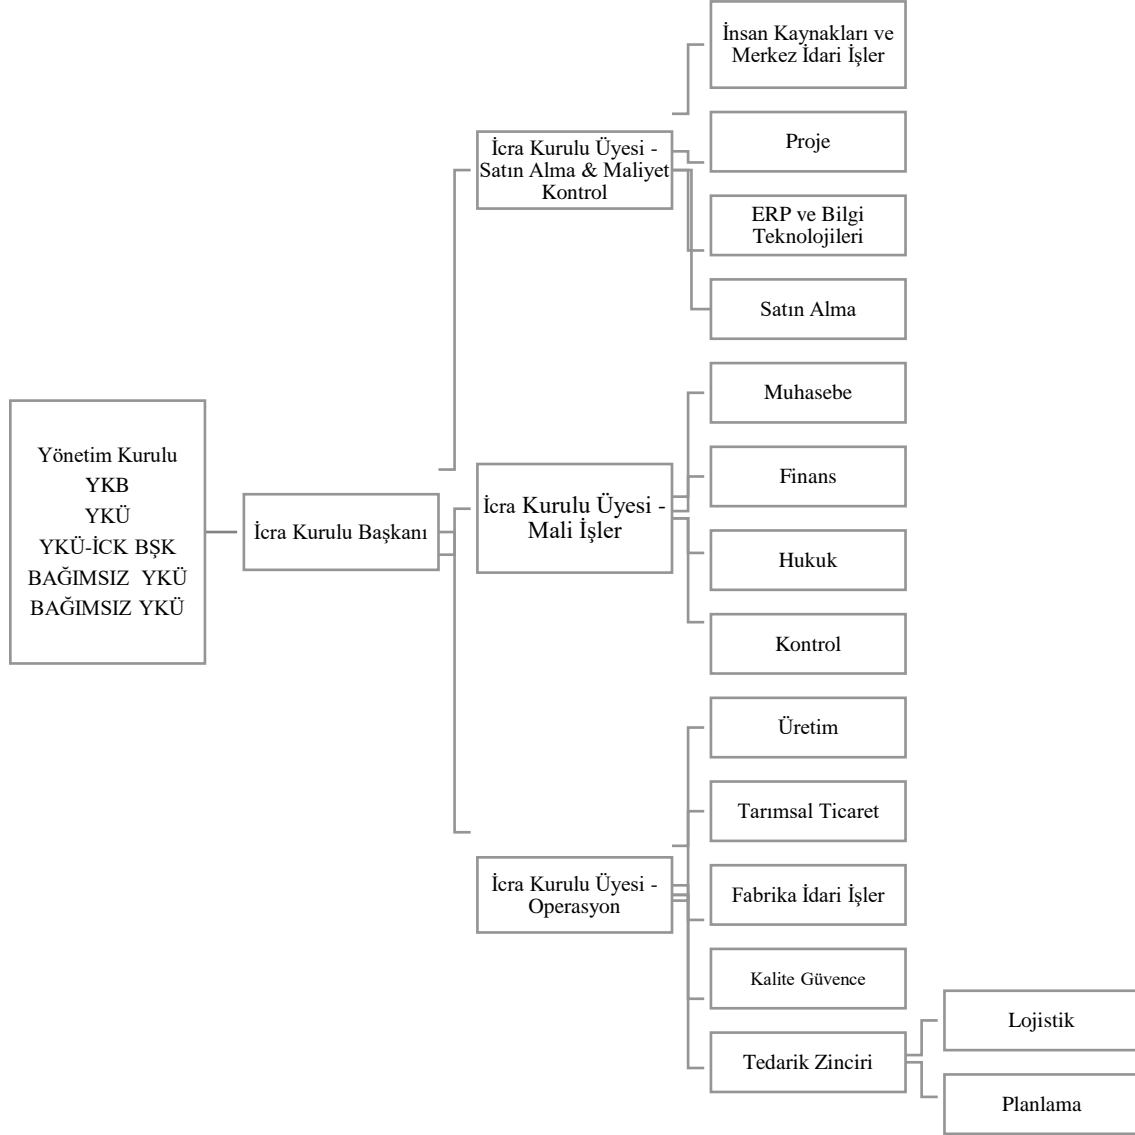 Yönetim Kurulu
YKB
YKÜ
YKÜ-İCK BŞK
BAĞIMSIZ YKÜ
BAĞIMSIZ YKÜ
İcra Kurulu Başkanı
İcra Kurulu Üyesi -
Satın Alma & Maliyet
Kontrol
İnsan Kaynakları ve
Merkez İdari İşler
Proje
ERP ve Bilgi
Teknolojileri
Satın Alma
İcra Kurulu Üyesi -
Mali İşler
Muhasebe
Finans
Hukuk
Kontrol
İcra Kurulu Üyesi -
Operasyon
Üretim
Tarımsal Ticaret
Fabrika İdari İşler
Kalite Güvence
Tedarik Zinciri
Lojistik
Planlama